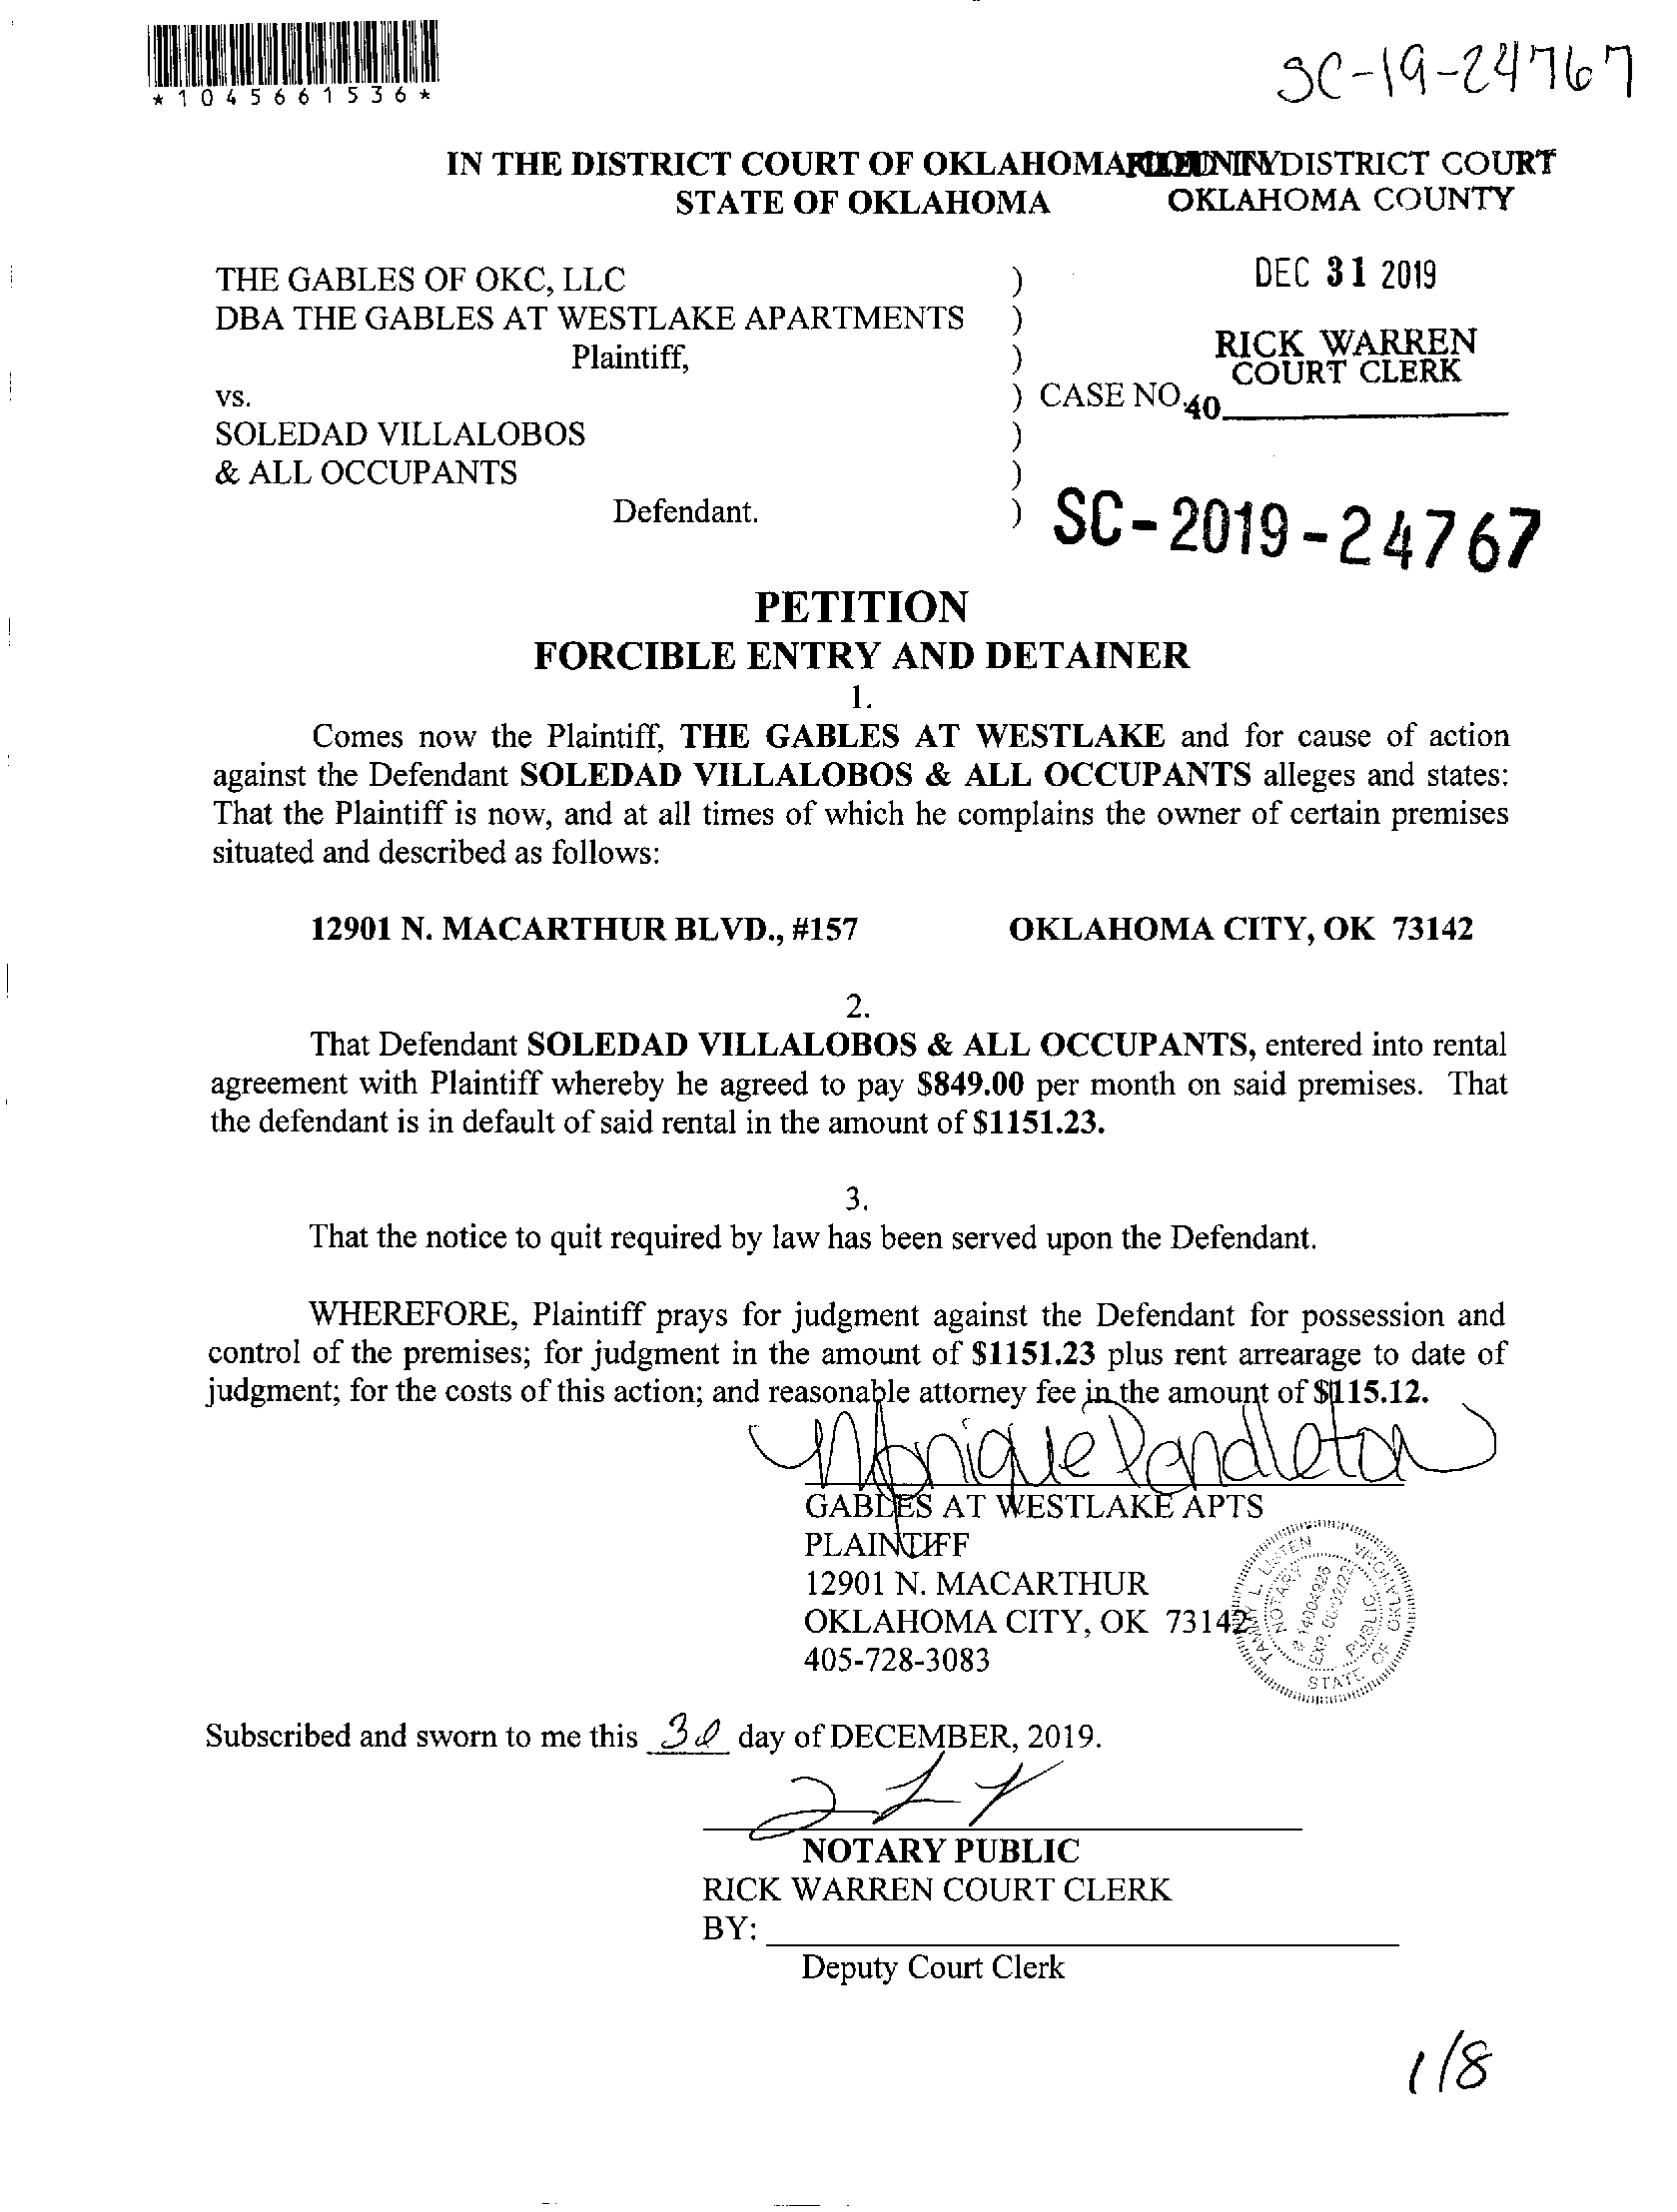 *1045661536*
SC-19-24767
IN THE DISTRICT COURT OF OKLAHOMA COUNTY
STATE OF OKLAHOMA
FILED IN DISTRICT COURT
OKLAHOMA COUNTY
DEC 31 2019
RICK WARREN
COURT CLERK
40
THE GABLES OF OKC, LLC )
DBA THE GABLES AT WESTLAKE APARTMENTS )
Plaintiff, )
vs. ) CASE NO.
SOLEDAD VILLALOBOS )
& ALL OCCUPANTS )
Defendant. )
SC-2019-24767
PETITION
FORCIBLE ENTRY AND DETAINER
1.
Comes now the Plaintiff, THE GABLES AT WESTLAKE and for cause of action
against the Defendant SOLEDAD VILLALOBOS & ALL OCCUPANTS alleges and states:
That the Plaintiff is now, and at all times of which he complains the owner of certain premises
situated and described as follows:
12901 N. MACARTHUR BLVD., #157 OKLAHOMA CITY, OK 73142
2.
That Defendant SOLEDAD VILLALOBOS & ALL OCCUPANTS, entered into rental
agreement with Plaintiff whereby he agreed to pay $849.00 per month on said premises. That
the defendant is in default of said rental in the amount of $1151.23.
3.
That the notice to quit required by law has been served upon the Defendant.
WHEREFORE, Plaintiff prays for judgment against the Defendant for possession and
control of the premises; for judgment in the amount of $1151.23 plus rent arrearage to date of
judgment; for the costs of this action; and reasonable attorney fee in the amount of $115.12.
Monique Pendleton
GABLES AT WESTLAKE APTS
PLAINTIFF
12901 N. MACARTHUR
OKLAHOMA CITY, OK 73142
405-728-3083
TAMMY L. LISTEN
NOTARY
PUBLIC
STATE OF OKLAHOMA
Subscribed and sworn to me this 30 day of DECEMBER, 2019.
NOTARY PUBLIC
RICK WARREN COURT CLERK
BY:
Deputy Court Clerk
1/8